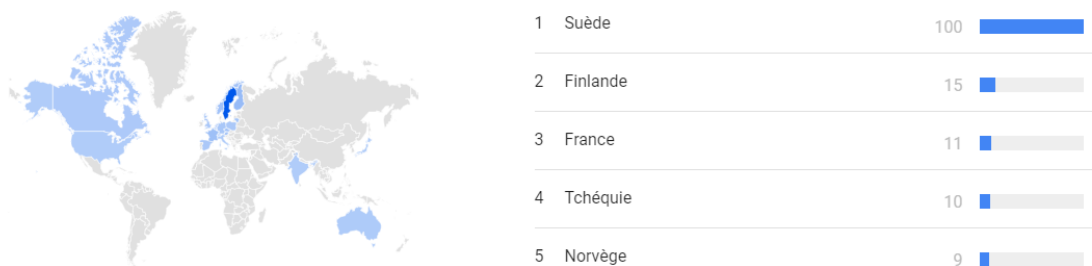 1 Suède 100
2 Finlande 15
3 France 11
4 Tchéquie 10
5 Norvège 9